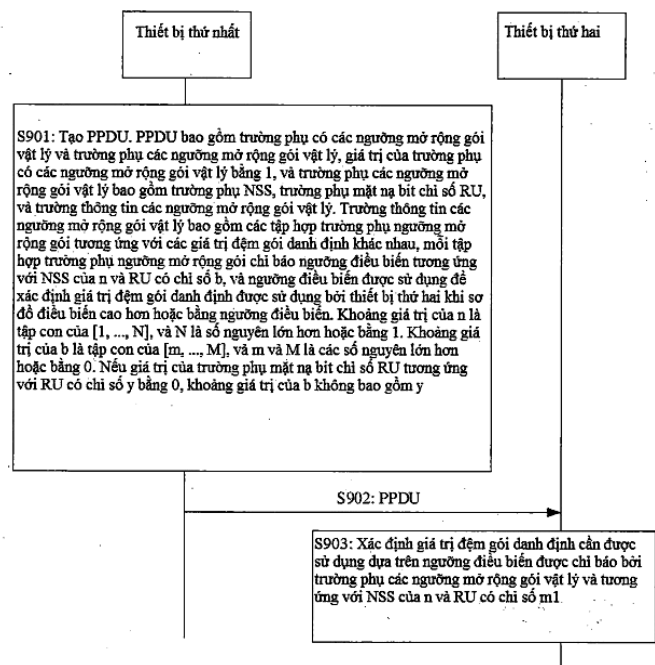 Thiết bị thứ nhất
Thiết bị thứ hai
S901: Tạo PPDU. PPDU bao gồm trường phụ có các ngưỡng mở rộng gói
vật lý và trường phụ các ngưỡng mở rộng gói vật lý, giá trị của trường phụ
có các ngưỡng mở rộng gói vật lý bằng 1, và trường phụ các ngưỡng mở
rộng gói vật lý bao gồm trường phụ NSS, trường phụ mặt nạ bit chỉ số RU,
và trường thông tin các ngưỡng mở rộng gói vật lý. Trường thông tin các
ngưỡng mở rộng gói vật lý bao gồm các tập hợp trường phụ ngưỡng mở
rộng gói tương ứng với các giá trị đệm gói danh định khác nhau, mỗi tập
hợp trường phụ ngưỡng mở rộng gói chỉ báo ngưỡng điều biến tương ứng
với NSS của n và RU có chỉ số b, và ngưỡng điều biến được sử dụng để
xác định giá trị đệm gói danh định được sử dụng bởi thiết bị thứ hai khi sơ
đồ điều biến cao hơn hoặc bằng ngưỡng điều biến. Khoảng giá trị của n là
tập con của [1, ..., N], và N là số nguyên lớn hơn hoặc bằng 1. Khoảng giá
trị của b là tập con của [m, ..., M], và m và M là các số nguyên lớn hơn
hoặc bằng 0. Nếu giá trị của trường phụ mặt nạ bit chỉ số RU tương ứng
với RU có chỉ số y bằng 0, khoảng giá trị của b không bao gồm y
S902: PPDU
S903: Xác định giá trị đệm gói danh định cần được
sử dụng dựa trên ngưỡng điều biến được chỉ báo bởi
trường phụ các ngưỡng mở rộng gói vật lý và tương
ứng với NSS của n và RU có chỉ số m1